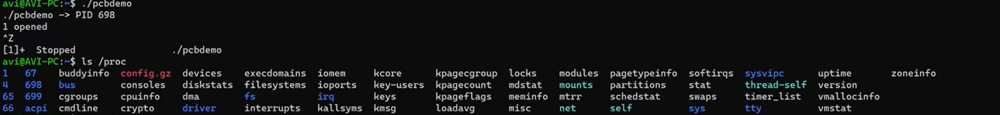 avi@AVI-PC:~$ ./pcbdemo
./pcbdemo -> PID 698
1 opened
^Z
[1]+  Stopped                 ./pcbdemo
avi@AVI-PC:~$ ls /proc
1   67    buddyinfo  config.gz  devices    execdomains  iomem     kcore      kpagecgroup  locks    modules  pagetypeinfo  softirqs  sysvipc      uptime       zoneinfo
4   698   bus        consoles   diskstats  filesystems  ioports   key-users  kpagecount   mdstat   mounts   partitions    stat      thread-self  version
65  699   cgroups    cpuinfo    dma        fs           irq       keys       kpageflags   meminfo  mtrr     schedstat     swaps     timer_list   vmallocinfo
66  acpi  cmdline    crypto     driver     interrupts   kallsyms  kmsg       loadavg      misc     net      self          sys       tty          vmstat